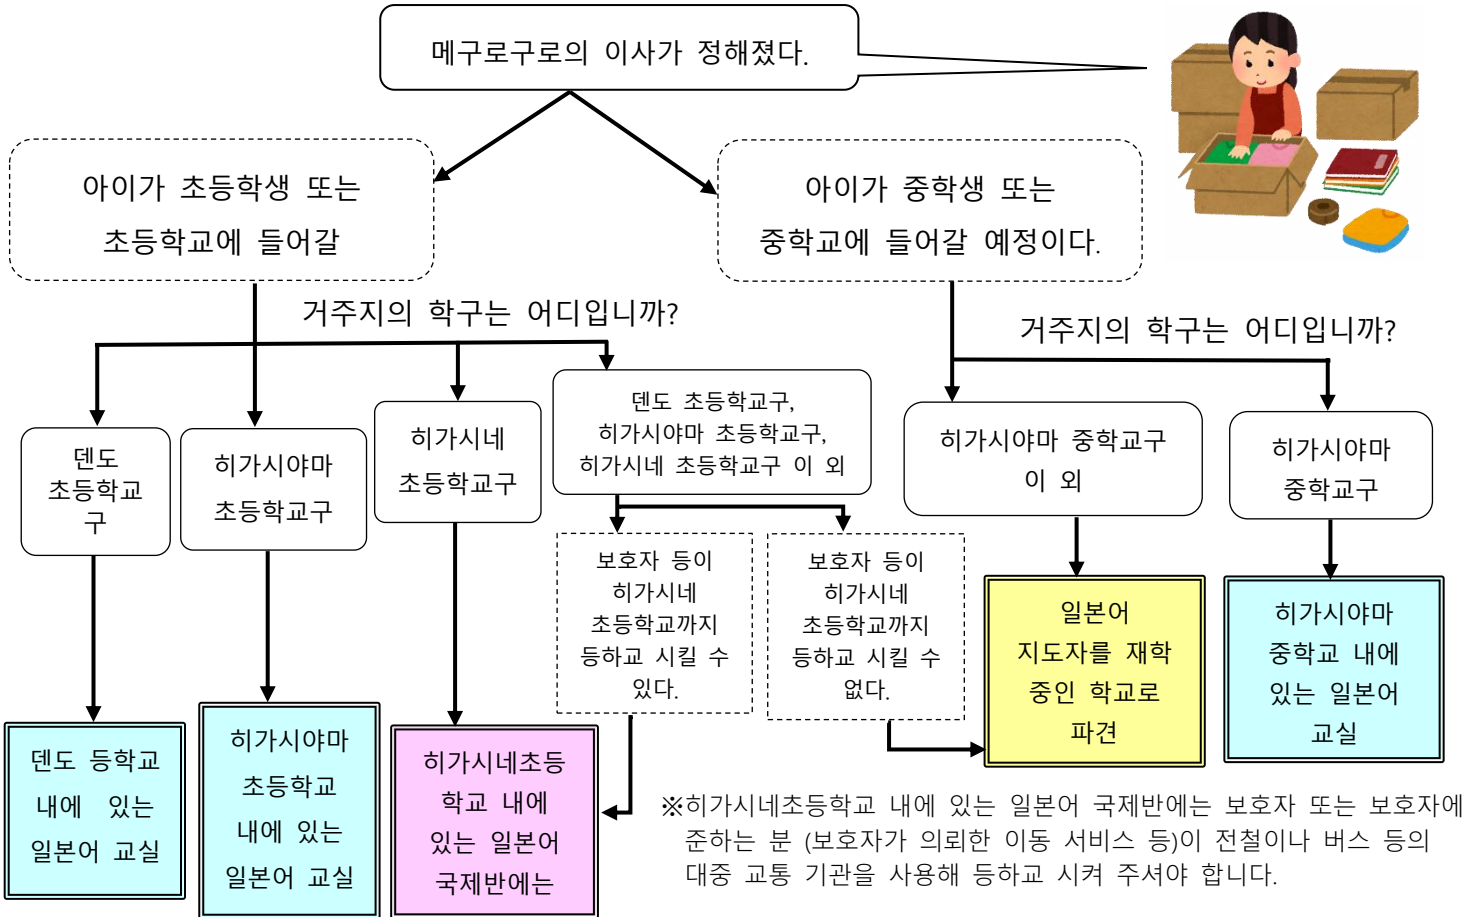 메구로구로의 이사가 정해졌다.
아이가 초등학생 또는
초등학교에 들어갈
아이가 중학생 또는
중학교에 들어갈 예정이다.
거주지의 학구는 어디입니까?
거주지의 학구는 어디입니까?
덴도
초등학교
구
히가시야마
초등학교구
히가시네
초등학교구
덴도 초등학교구,
히가시야마 초등학교구,
히가시네 초등학교구 이 외
히가시야마 중학교구
이 외
히가시야마
중학교구
보호자 등이
히가시네
초등학교까지
등하교 시킬 수
있다.
보호자 등이
히가시네
초등학교까지
등하교 시킬 수
없다.
일본어
지도자를 재학
중인 학교로
파견
히가시야마
중학교 내에
있는 일본어
교실
덴도 등학교
내에 있는
일본어 교실
히가시야마
초등학교
내에 있는
일본어 교실
히가시네초등
학교 내에
있는 일본어
국제반에는
※히가시네초등학교 내에 있는 일본어 국제반에는 보호자 또는 보호자에
준하는 분 (보호자가 의뢰한 이동 서비스 등)이 전철이나 버스 등의
대중 교통 기관을 사용해 등하교 시켜 주셔야 합니다.